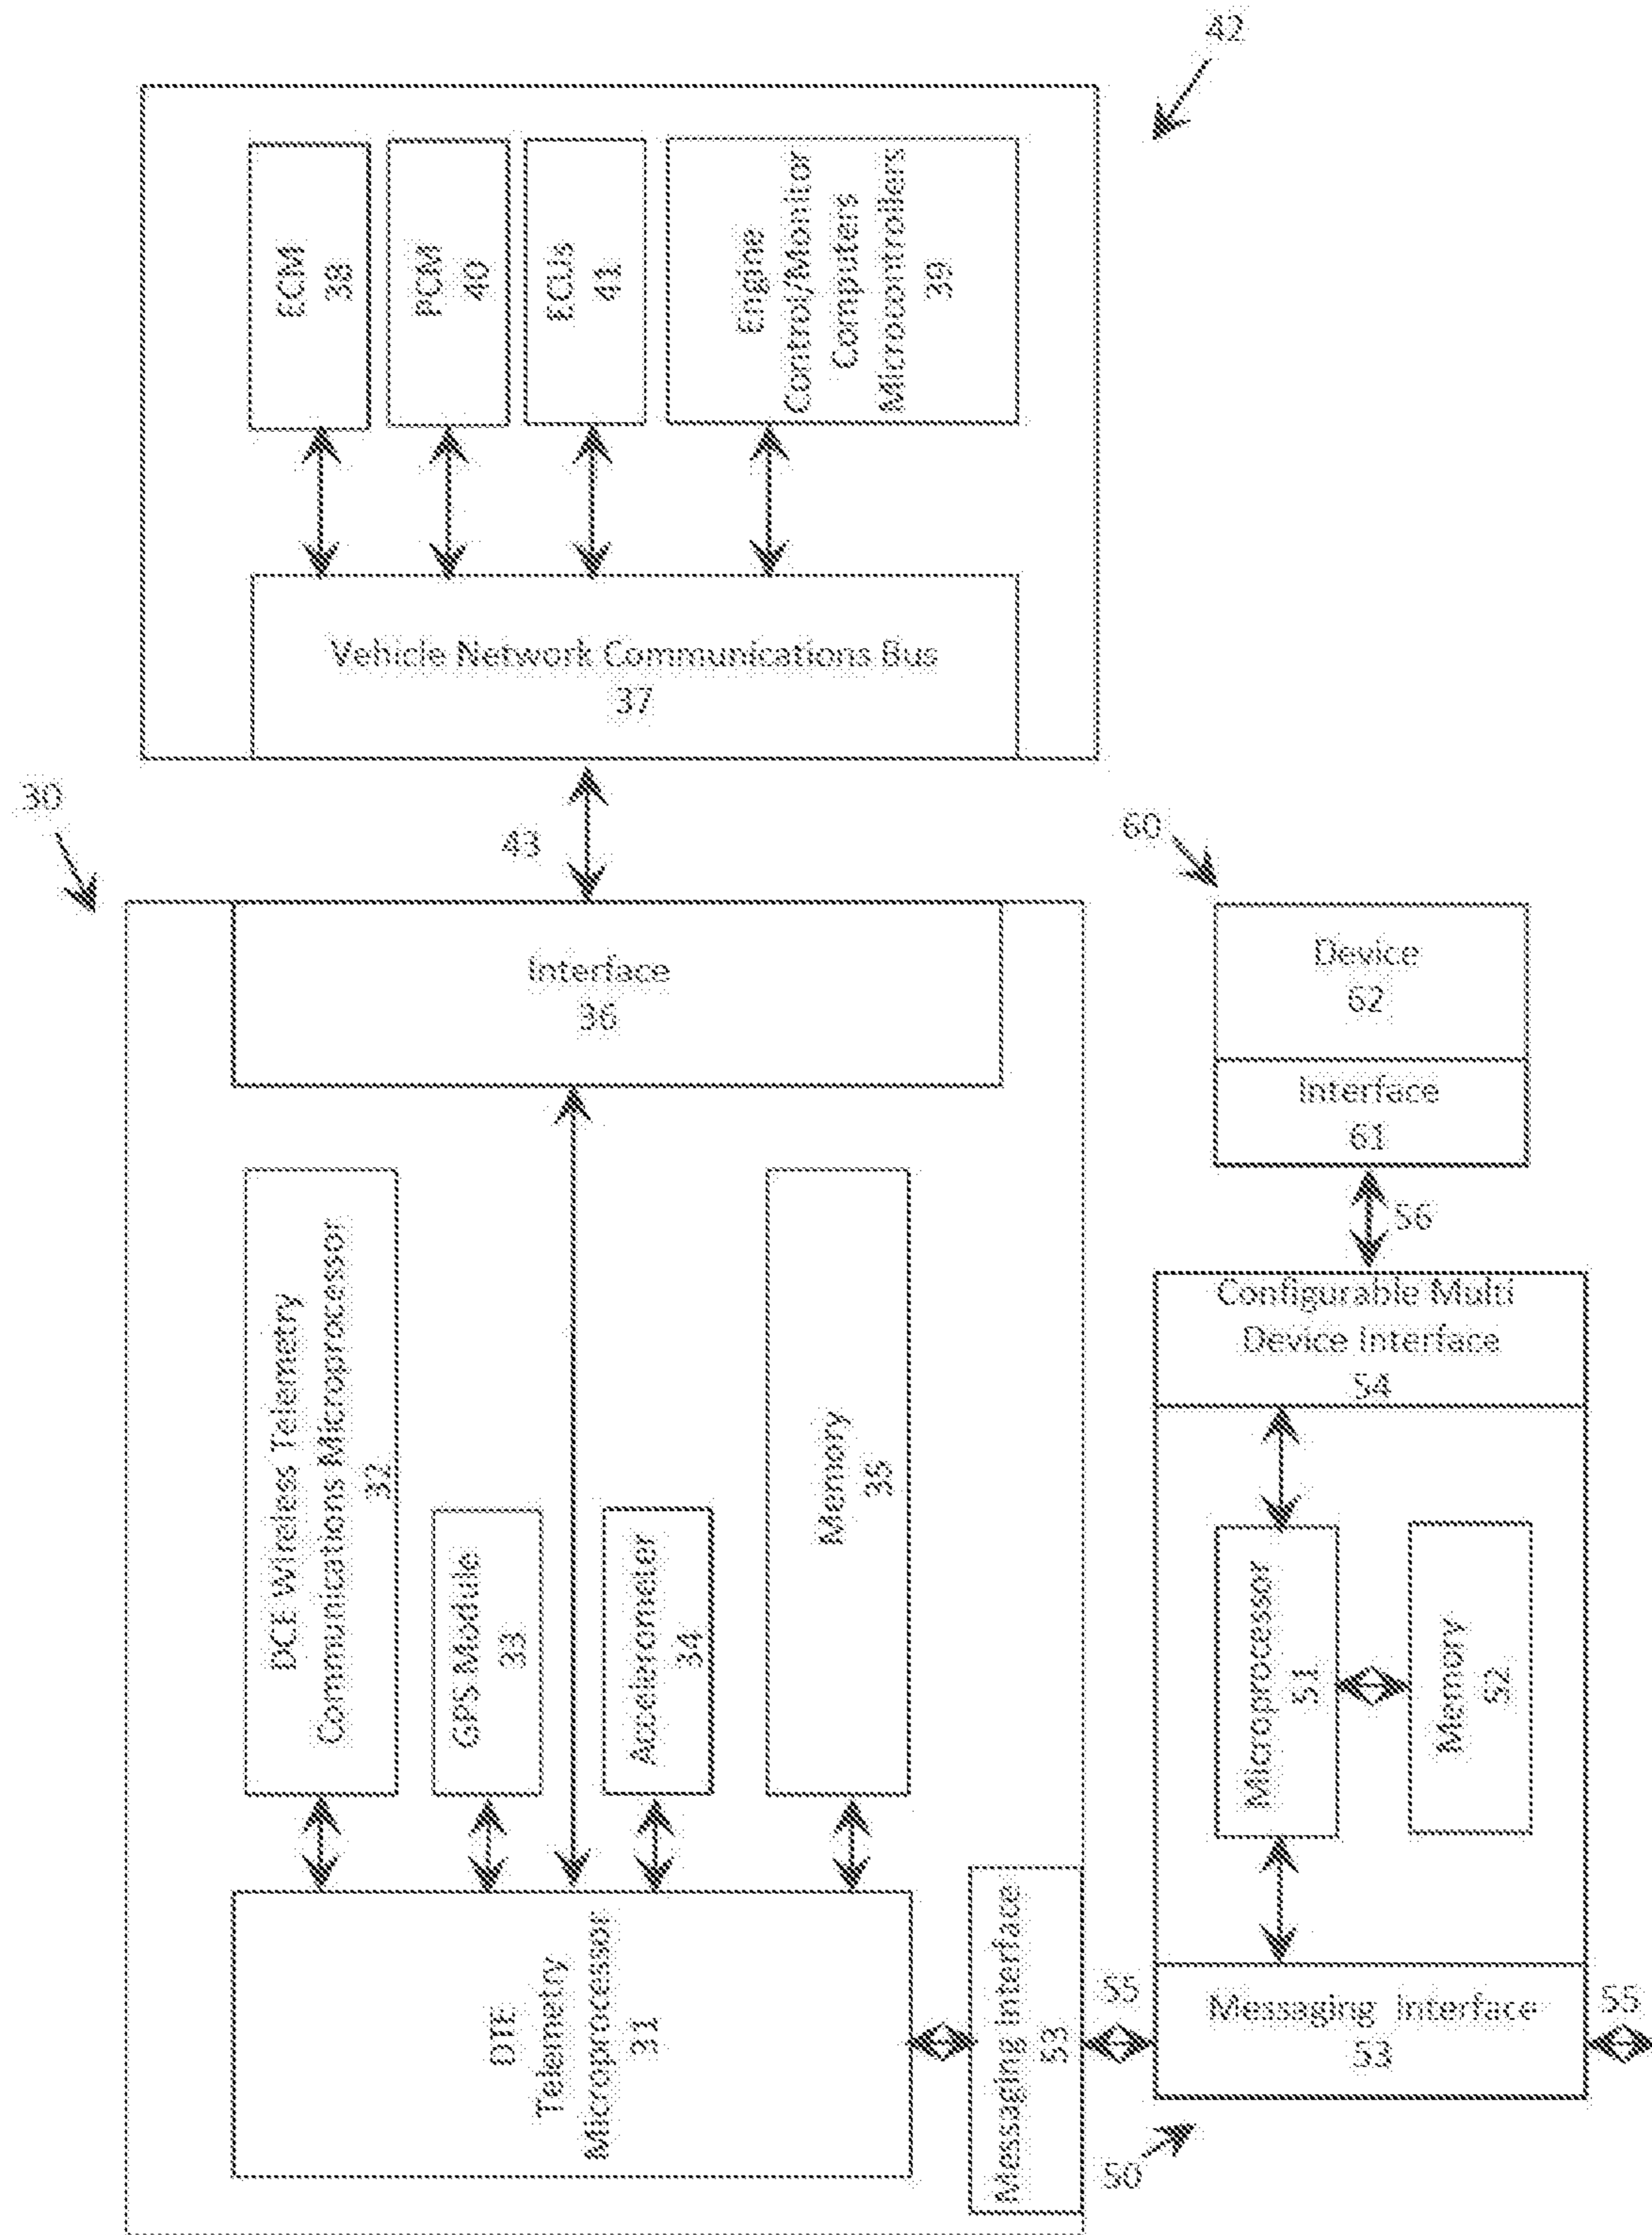 42
ECM
38
PCM
40
ECUs
41
Engine
Control/Monitor
Computers
Microcontrollers
39
Vehicle Network Communications Bus
37
30
43
60
Interface
36
Device
62
Interface
61
56
DCE Wireless Telemetry
Communications Microprocessor
32
GPS Module
33
Accelerometer
34
Memory
35
Configurable Multi
Device Interface
54
Microprocessor
51
Memory
52
DTE
Telemetry
Microprocessor
31
Messaging Interface
53
55
Messaging Interface
53
55
50